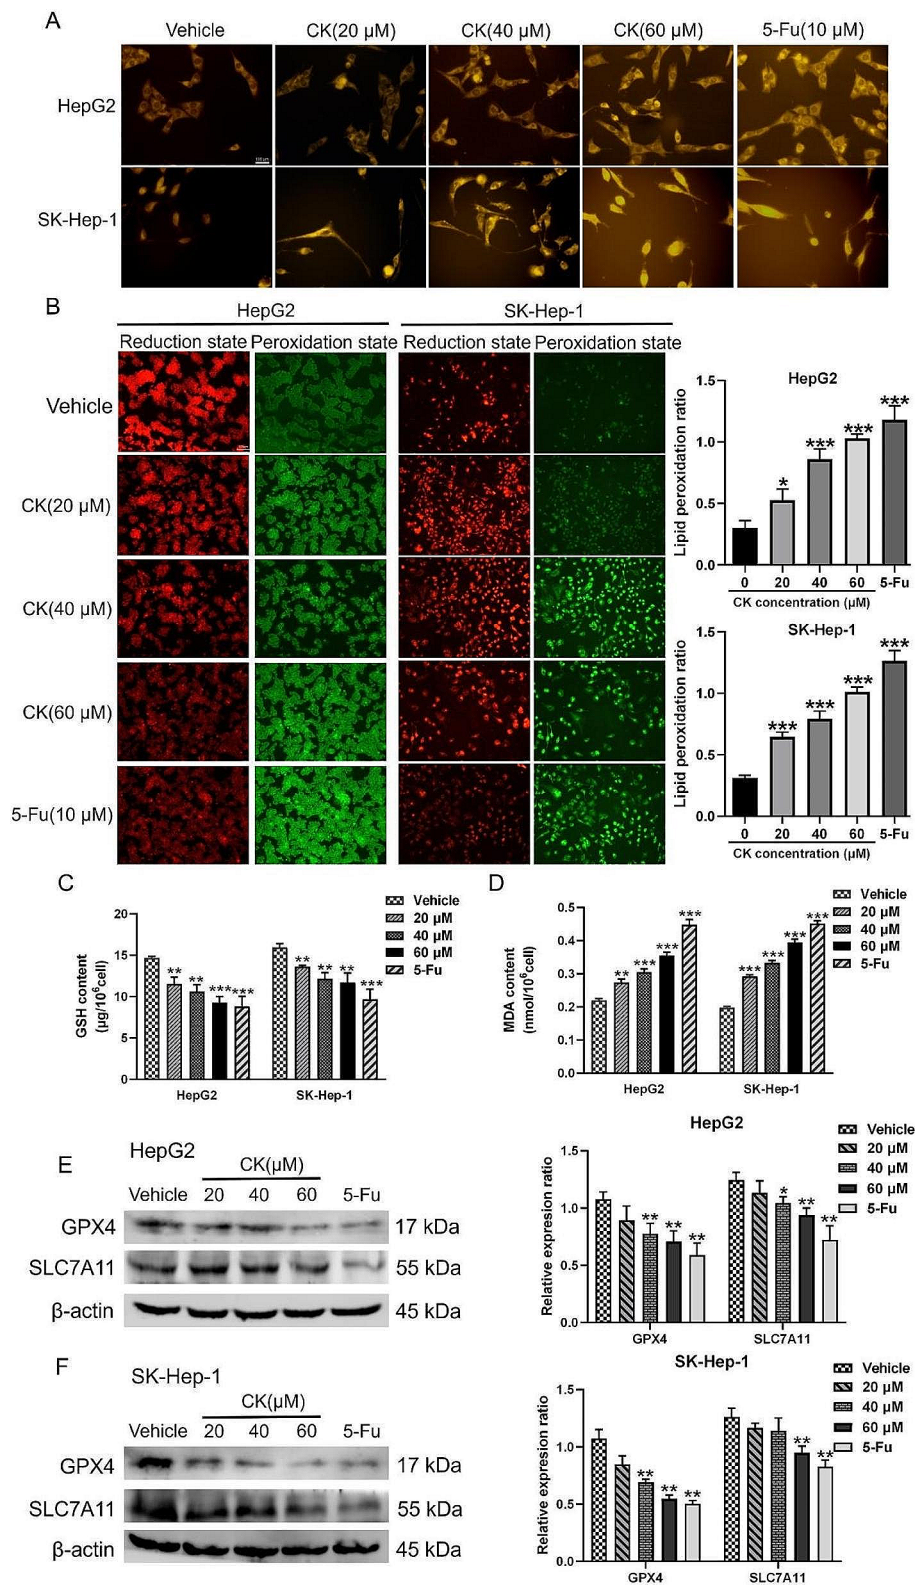 A
Vehicle CK(20 μM) CK(40 μM) CK(60 μM) 5-Fu(10 μM)
HepG2
SK-Hep-1
B
HepG2 SK-Hep-1
Reduction state Peroxidation state Reduction state Peroxidation state
Vehicle
CK(20 μM)
CK(40 μM)
CK(60 μM)
5-Fu(10 μM)
HepG2
Lipid peroxidation ratio
1.5
1.0
0.5
0.0
* *** *** ***
0 20 40 60 5-Fu
CK concentration (μM)
SK-Hep-1
Lipid peroxidation ratio
1.5
1.0
0.5
0.0
*** *** *** ***
0 20 40 60 5-Fu
CK concentration (μM)
C
GSH content
(μg/10⁶cell)
20
15
10
5
0
** ** *** *** ** ** ** ***
HepG2 SK-Hep-1
Vehicle
20 μM
40 μM
60 μM
5-Fu
D
MDA content
(nmol/10⁶cell)
0.5
0.4
0.3
0.2
0.1
0.0
** *** *** *** *** *** *** ***
HepG2 SK-Hep-1
Vehicle
20 μM
40 μM
60 μM
5-Fu
E
HepG2
CK(μM)
Vehicle 20 40 60 5-Fu
GPX4 17 kDa
SLC7A11 55 kDa
β-actin 45 kDa
HepG2
Relative expresion ratio
1.5
1.0
0.5
0.0
** ** ** * ** **
GPX4 SLC7A11
Vehicle
20 μM
40 μM
60 μM
5-Fu
F
SK-Hep-1
CK(μM)
Vehicle 20 40 60 5-Fu
GPX4 17 kDa
SLC7A11 55 kDa
β-actin 45 kDa
SK-Hep-1
Relative expresion ratio
1.5
1.0
0.5
0.0
** ** ** ** **
GPX4 SLC7A11
Vehicle
20 μM
40 μM
60 μM
5-Fu